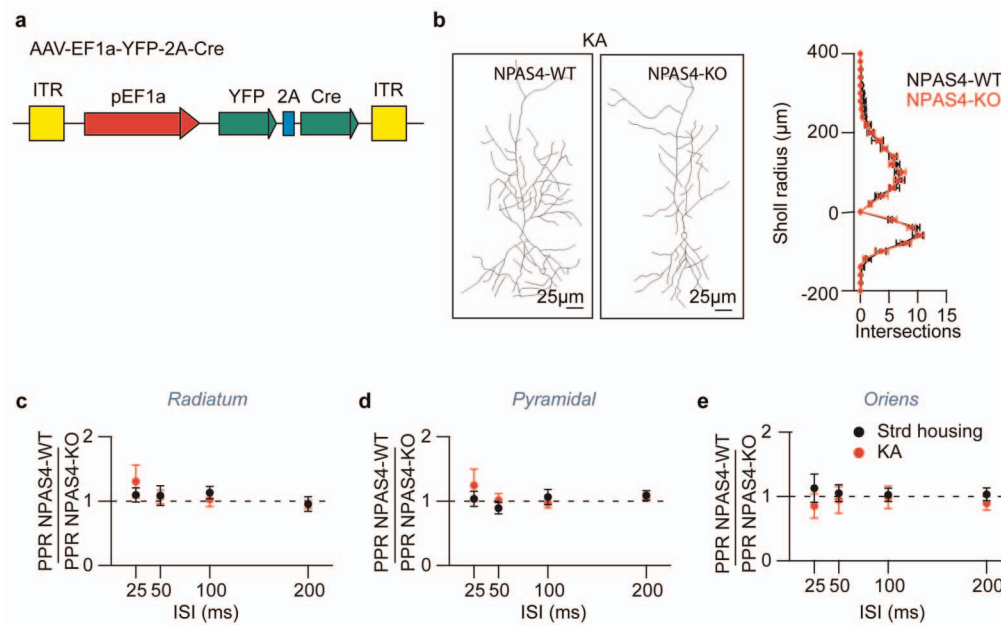 a
AAV-EF1a-YFP-2A-Cre
ITR
pEF1a
YFP
2A
Cre
ITR
b
KA
NPAS4-WT
25µm
NPAS4-KO
25µm
400
200
0
-200
Sholl radius (µm)
NPAS4-WT
NPAS4-KO
0 5 10 15
Intersections
c
Radiatum
PPR NPAS4-WT
PPR NPAS4-KO
2
1
0
25 50 100 200
ISI (ms)
d
Pyramidal
PPR NPAS4-WT
PPR NPAS4-KO
2
1
0
25 50 100 200
ISI (ms)
e
Oriens
Strd housing
KA
PPR NPAS4-WT
PPR NPAS4-KO
2
1
0
25 50 100 200
ISI (ms)